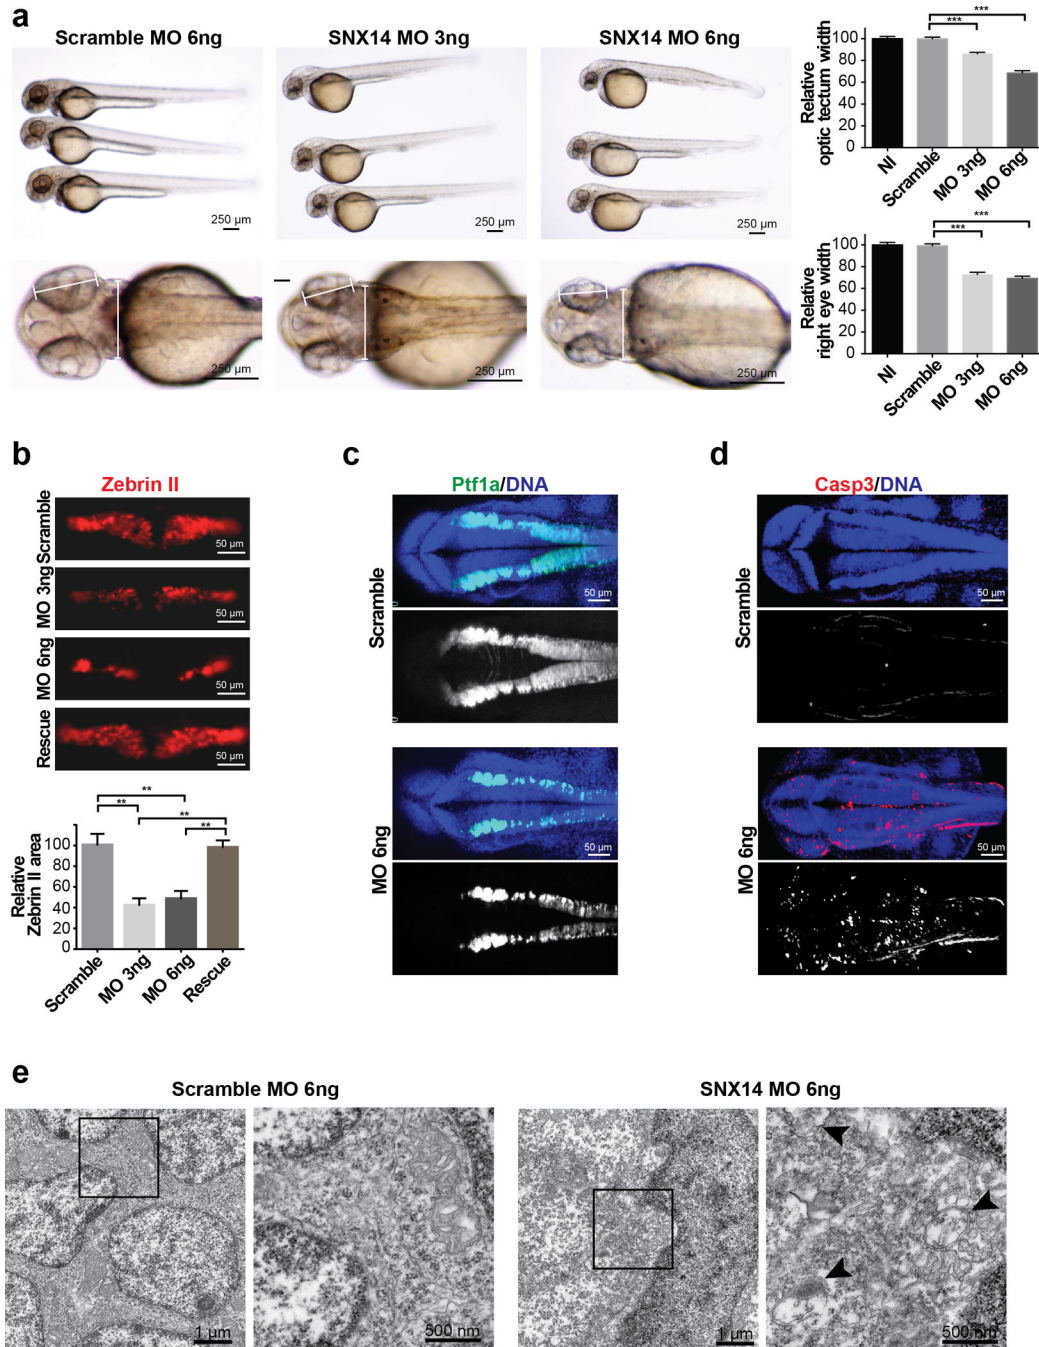 a
Scramble MO 6ng
SNX14 MO 3ng
SNX14 MO 6ng
250 µm
250 µm
250 µm
250 µm
250 µm
250 µm
Relative
optic tectum width
100
80
60
40
20
0
***
***
NI
Scramble
MO 3ng
MO 6ng
Relative
right eye width
100
80
60
40
20
0
***
***
NI
Scramble
MO 3ng
MO 6ng
b
Zebrin II
Scramble
50 µm
MO 3ng
50 µm
MO 6ng
50 µm
Rescue
50 µm
Relative
Zebrin II area
100
80
60
40
20
0
**
**
**
**
Scramble
MO 3ng
MO 6ng
Rescue
c
Ptf1a/DNA
Scramble
50 µm
MO 6ng
50 µm
d
Casp3/DNA
Scramble
50 µm
MO 6ng
50 µm
e
Scramble MO 6ng
SNX14 MO 6ng
1 µm
500 nm
1 µm
500 nm